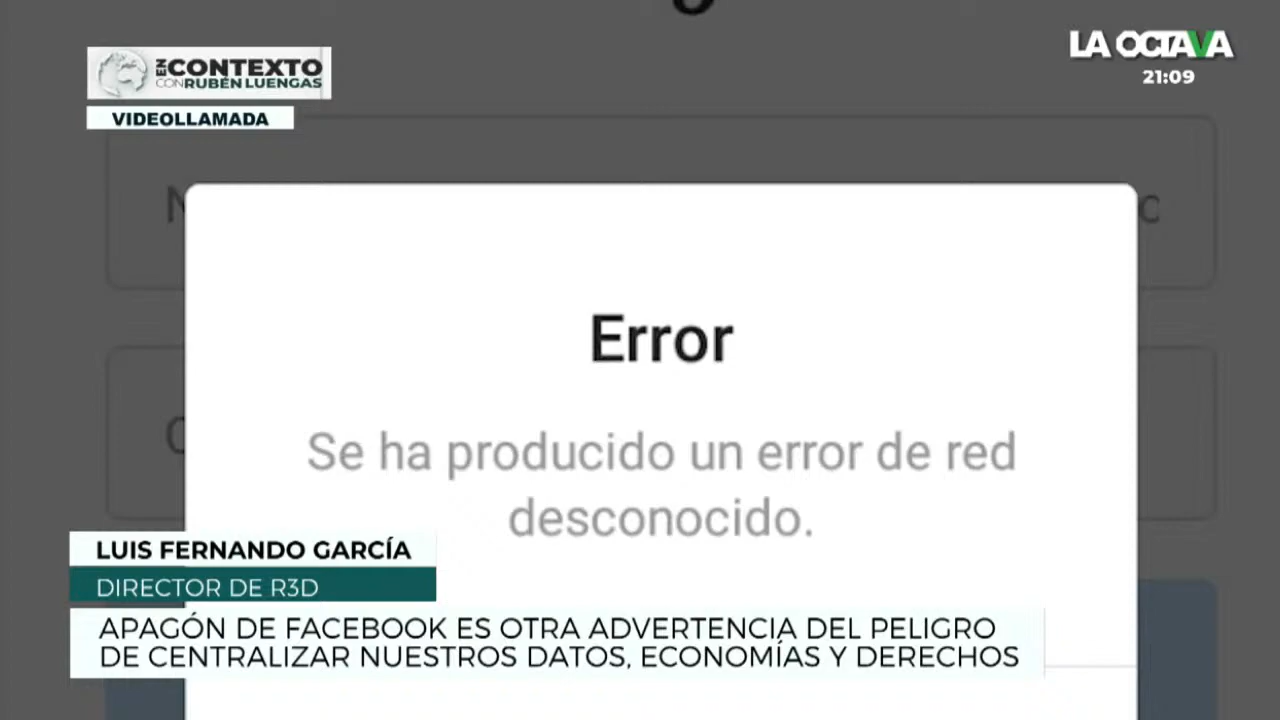 EN CONTEXTO
CON RUBÉN LUENGAS
VIDEOLLAMADA
LA OCTAVA
21:09
Error
Se ha producido un error de red
desconocido.
LUIS FERNANDO GARCÍA
DIRECTOR DE R3D
APAGÓN DE FACEBOOK ES OTRA ADVERTENCIA DEL PELIGRO
DE CENTRALIZAR NUESTROS DATOS, ECONOMÍAS Y DERECHOS